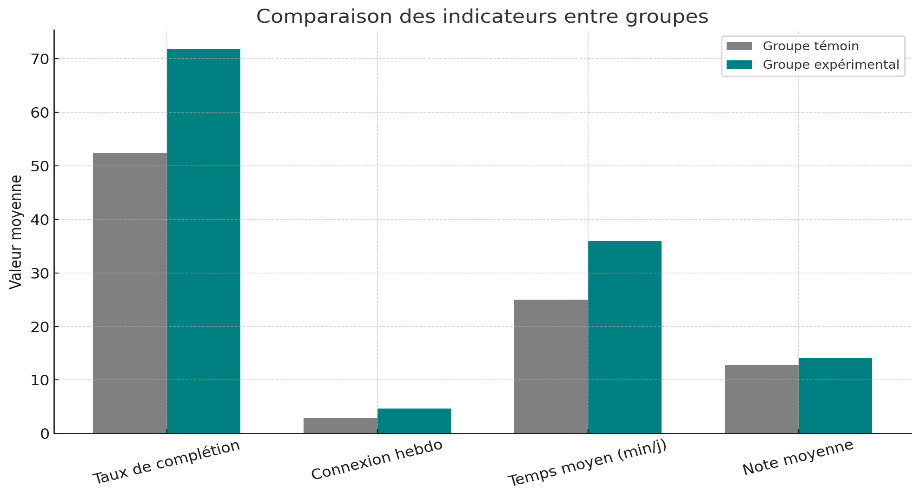 Comparaison des indicateurs entre groupes
Groupe témoin
Groupe expérimental
Valeur moyenne
70
60
50
40
30
20
10
0
Taux de complétion
Connexion hebdo
Temps moyen (min/j)
Note moyenne